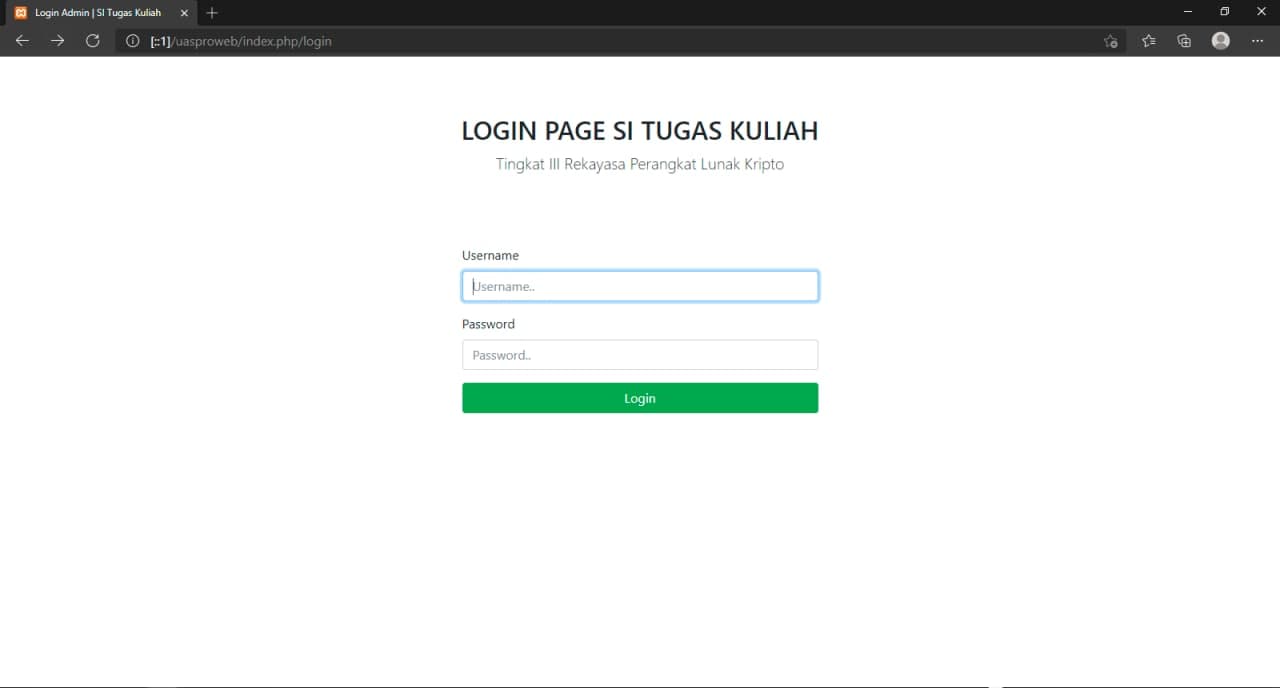 Login Admin | SI Tugas Kuliah
[::1]/uasproweb/index.php/login
LOGIN PAGE SI TUGAS KULIAH
Tingkat III Rekayasa Perangkat Lunak Kripto
Username
Username..
Password
Password..
Login